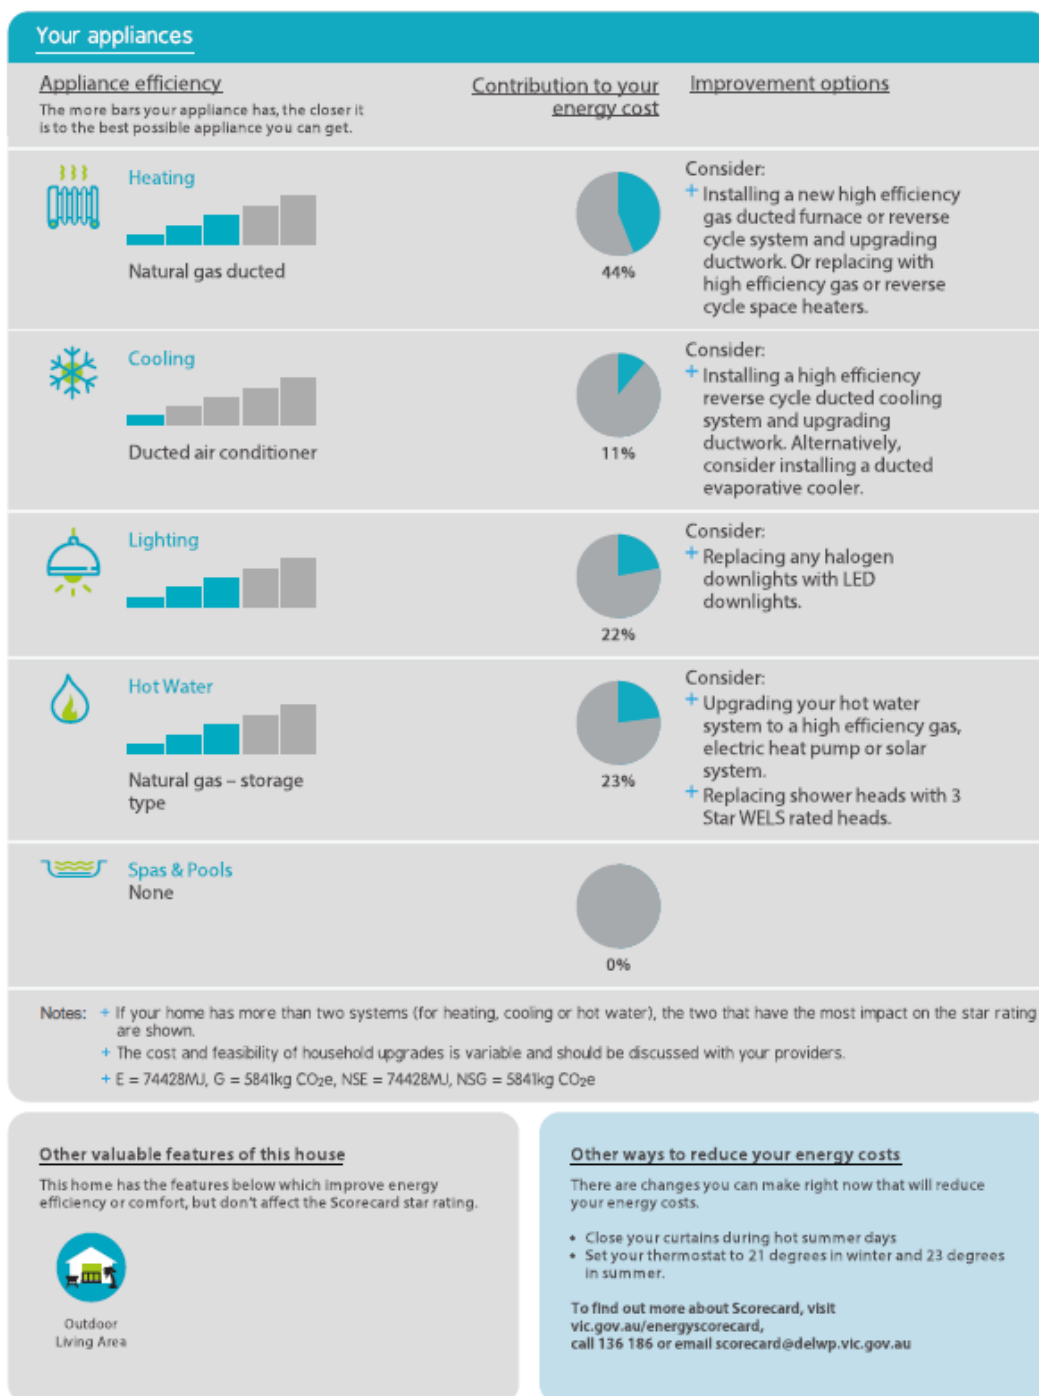 Your appliances
Appliance efficiency
The more bars your appliance has, the closer it
is to the best possible appliance you can get.
Contribution to your
energy cost
Improvement options
Heating
Natural gas ducted
44%
Consider:
+ Installing a new high efficiency
gas ducted furnace or reverse
cycle system and upgrading
ductwork. Or replacing with
high efficiency gas or reverse
cycle space heaters.
Cooling
Ducted air conditioner
11%
Consider:
+ Installing a high efficiency
reverse cycle ducted cooling
system and upgrading
ductwork. Alternatively,
consider installing a ducted
evaporative cooler.
Lighting
22%
Consider:
+ Replacing any halogen
downlights with LED
downlights.
Hot Water
Natural gas – storage
type
23%
Consider:
+ Upgrading your hot water
system to a high efficiency gas,
electric heat pump or solar
system.
+ Replacing shower heads with 3
Star WELS rated heads.
Spas & Pools
None
0%
Notes: + If your home has more than two systems (for heating, cooling or hot water), the two that have the most impact on the star rating
are shown.
+ The cost and feasibility of household upgrades is variable and should be discussed with your providers.
+ E = 74428MJ, G = 5841kg CO2e, NSE = 74428MJ, NSG = 5841kg CO2e
Other valuable features of this house
This home has the features below which improve energy
efficiency or comfort, but don't affect the Scorecard star rating.
Outdoor
Living Area
Other ways to reduce your energy costs
There are changes you can make right now that will reduce
your energy costs.
• Close your curtains during hot summer days
• Set your thermostat to 21 degrees in winter and 23 degrees
in summer.
To find out more about Scorecard, visit
vic.gov.au/energyscorecard,
call 136 186 or email scorecard@delwp.vic.gov.au